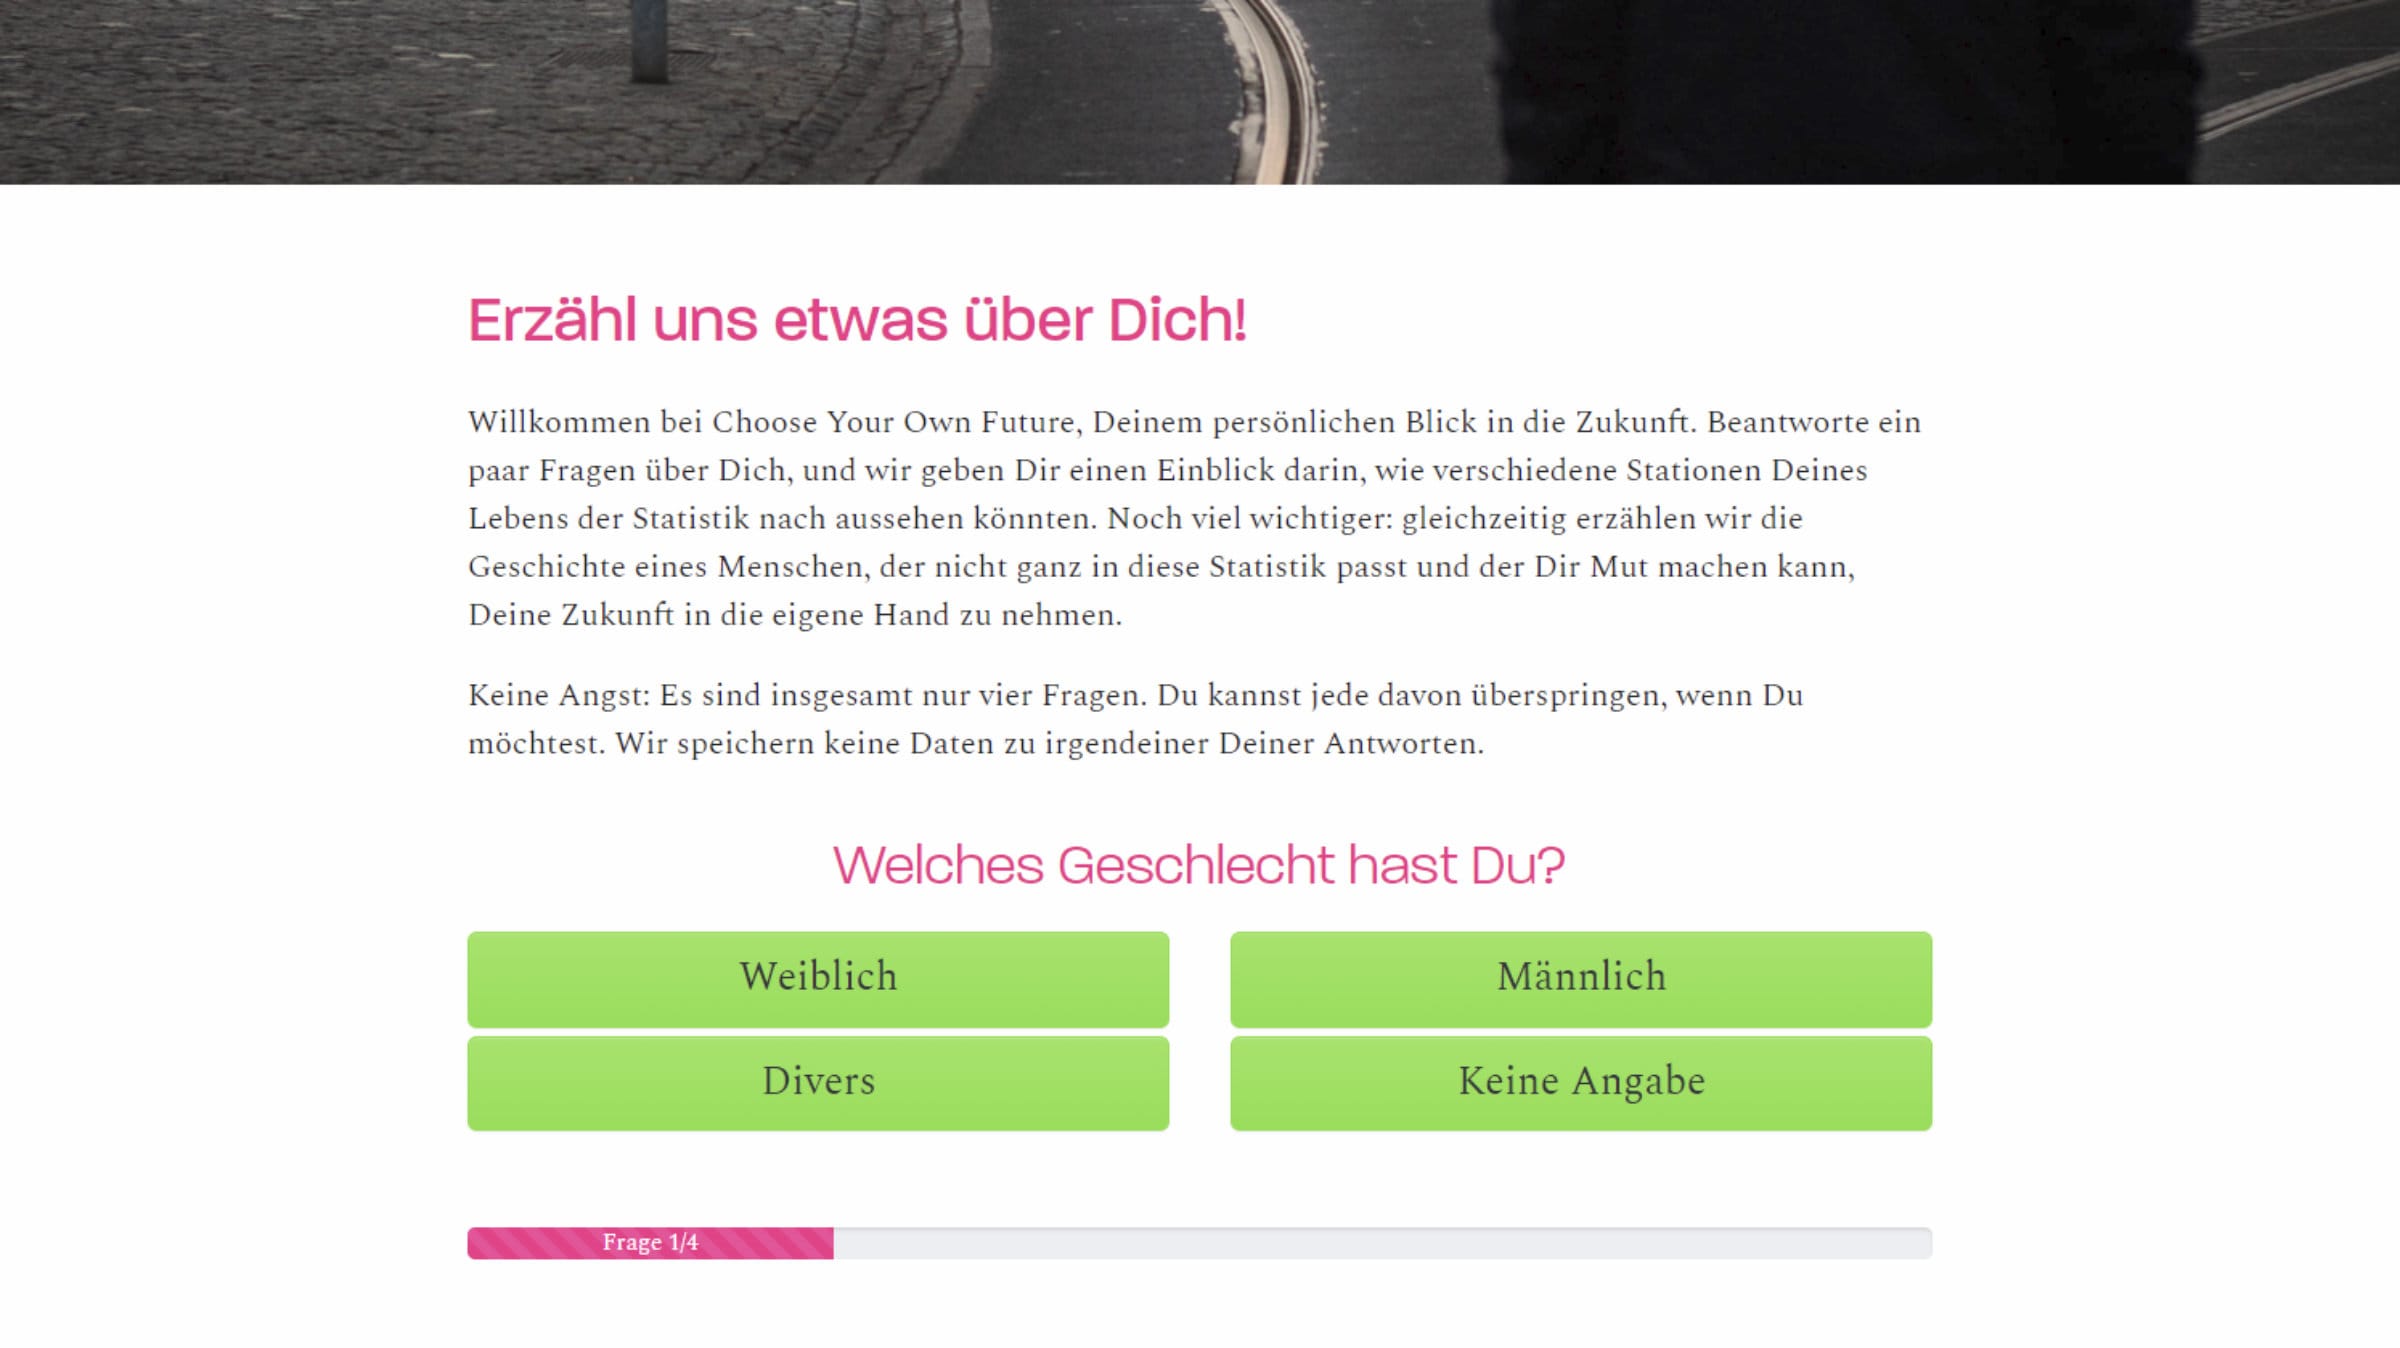 Erzähl uns etwas über Dich!
Willkommen bei Choose Your Own Future, Deinem persönlichen Blick in die Zukunft. Beantworte ein
paar Fragen über Dich, und wir geben Dir einen Einblick darin, wie verschiedene Stationen Deines
Lebens der Statistik nach aussehen könnten. Noch viel wichtiger: gleichzeitig erzählen wir die
Geschichte eines Menschen, der nicht ganz in diese Statistik passt und der Dir Mut machen kann,
Deine Zukunft in die eigene Hand zu nehmen.
Keine Angst: Es sind insgesamt nur vier Fragen. Du kannst jede davon überspringen, wenn Du
möchtest. Wir speichern keine Daten zu irgendeiner Deiner Antworten.
Welches Geschlecht hast Du?
Weiblich
Männlich
Divers
Keine Angabe
Frage 1/4